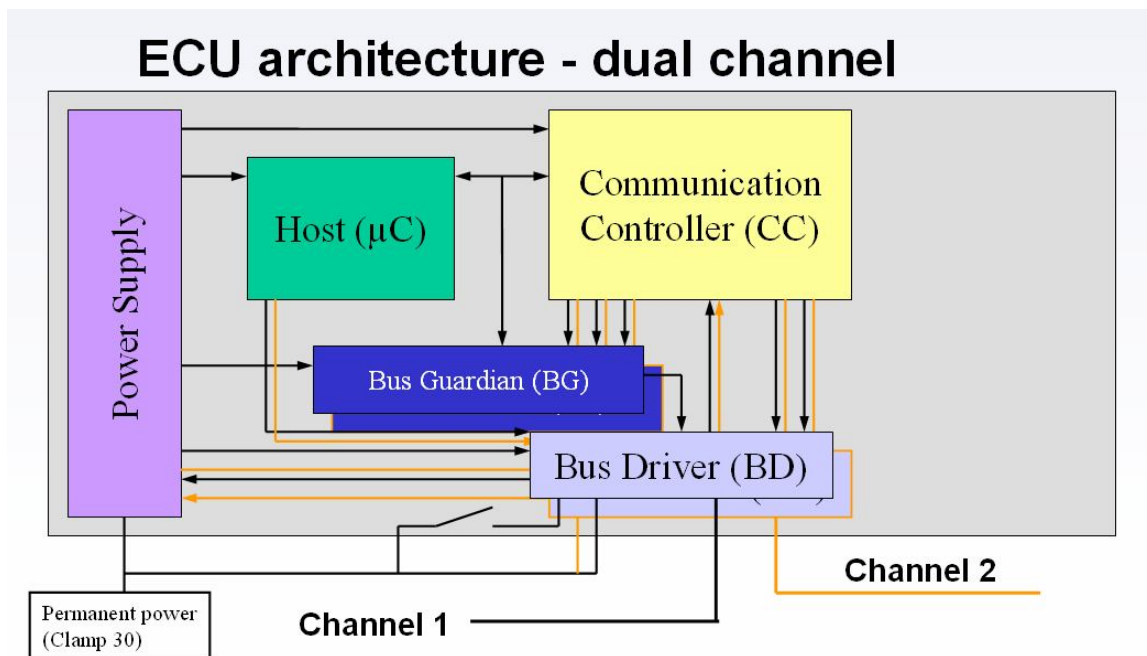 ECU architecture - dual channel
Power Supply
Host (µC)
Communication
Controller (CC)
Bus Guardian (BG)
Bus Driver (BD)
Channel 2
Channel 1
Permanent power
(Clamp 30)